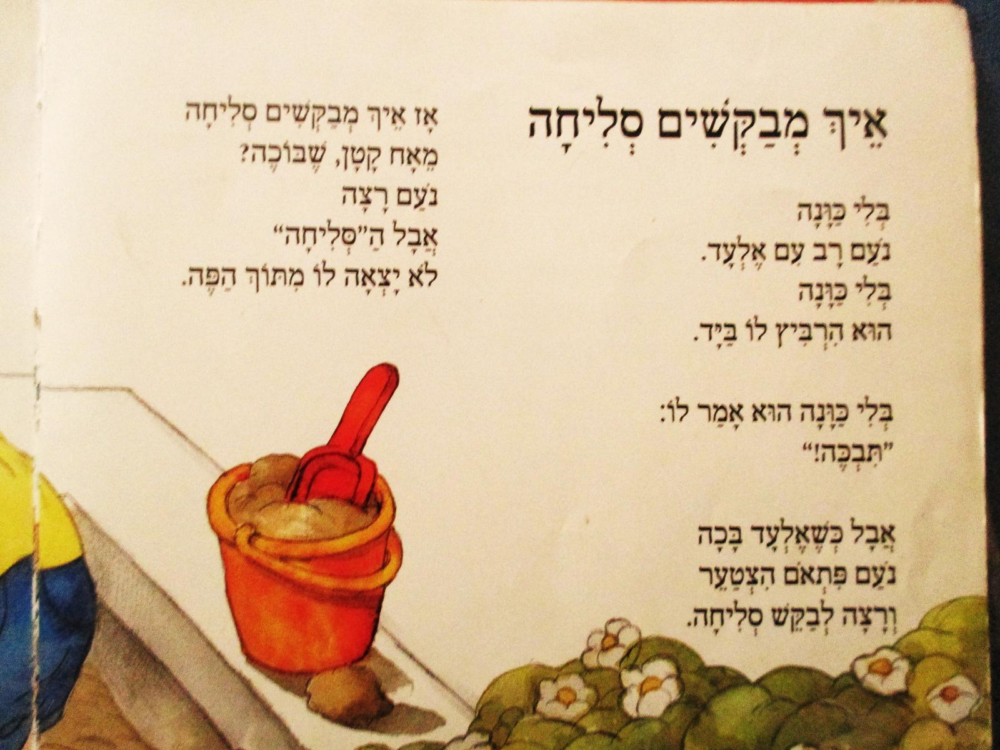 אֵיךְ מְבַקְּשִׁים סְלִיחָה
בְּלִי כַּוָּנָה
נֹעַם רָב עִם אֶלְעָד.
בְּלִי כַּוָּנָה
הוּא הִרְבִּיץ לוֹ בַּיָּד.
בְּלִי כַּוָּנָה הוּא אָמַר לוֹ:
”תִּבְכֶּה!“
אֲבָל כְּשֶׁאֶלְעָד בָּכָה
נֹעַם פִּתְאֹם הִצְטַעֵר
וְרָצָה לְבַקֵּשׁ סְלִיחָה.
אָז אֵיךְ מְבַקְּשִׁים סְלִיחָה
מֵאָח קָטָן, שֶׁבּוֹכֶה?
נֹעַם רָצָה
אֲבָל הַ”סְּלִיחָה“
לֹא יָצְאָה לוֹ מִתּוֹךְ הַפֶּה.